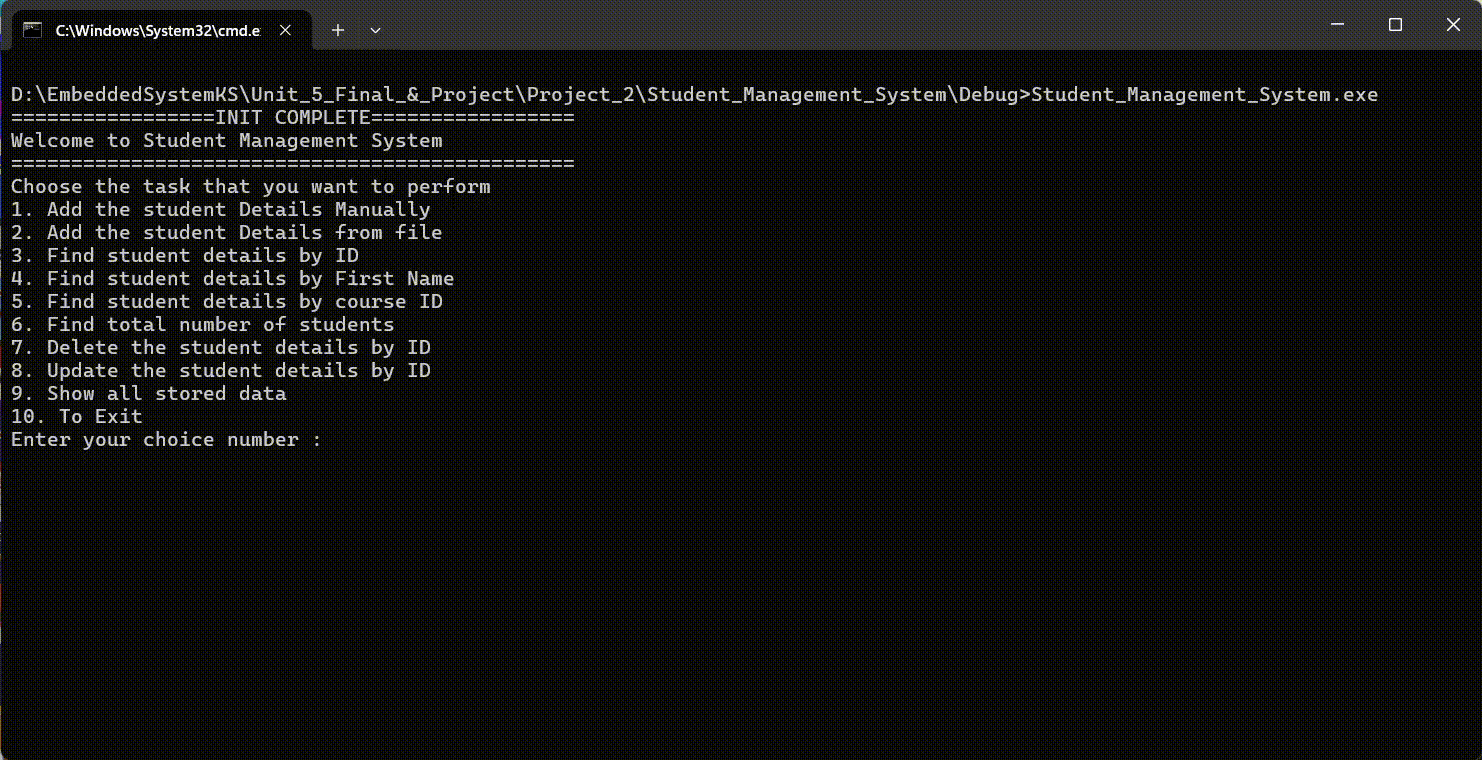 C:\Windows\System32\cmd.e
D:\EmbeddedSystemKS\Unit_5_Final_&_Project\Project_2\Student_Management_System\Debug>Student_Management_System.exe
=================INIT COMPLETE=================
Welcome to Student Management System
===============================================
Choose the task that you want to perform
1. Add the student Details Manually
2. Add the student Details from file
3. Find student details by ID
4. Find student details by First Name
5. Find student details by course ID
6. Find total number of students
7. Delete the student details by ID
8. Update the student details by ID
9. Show all stored data
10. To Exit
Enter your choice number :